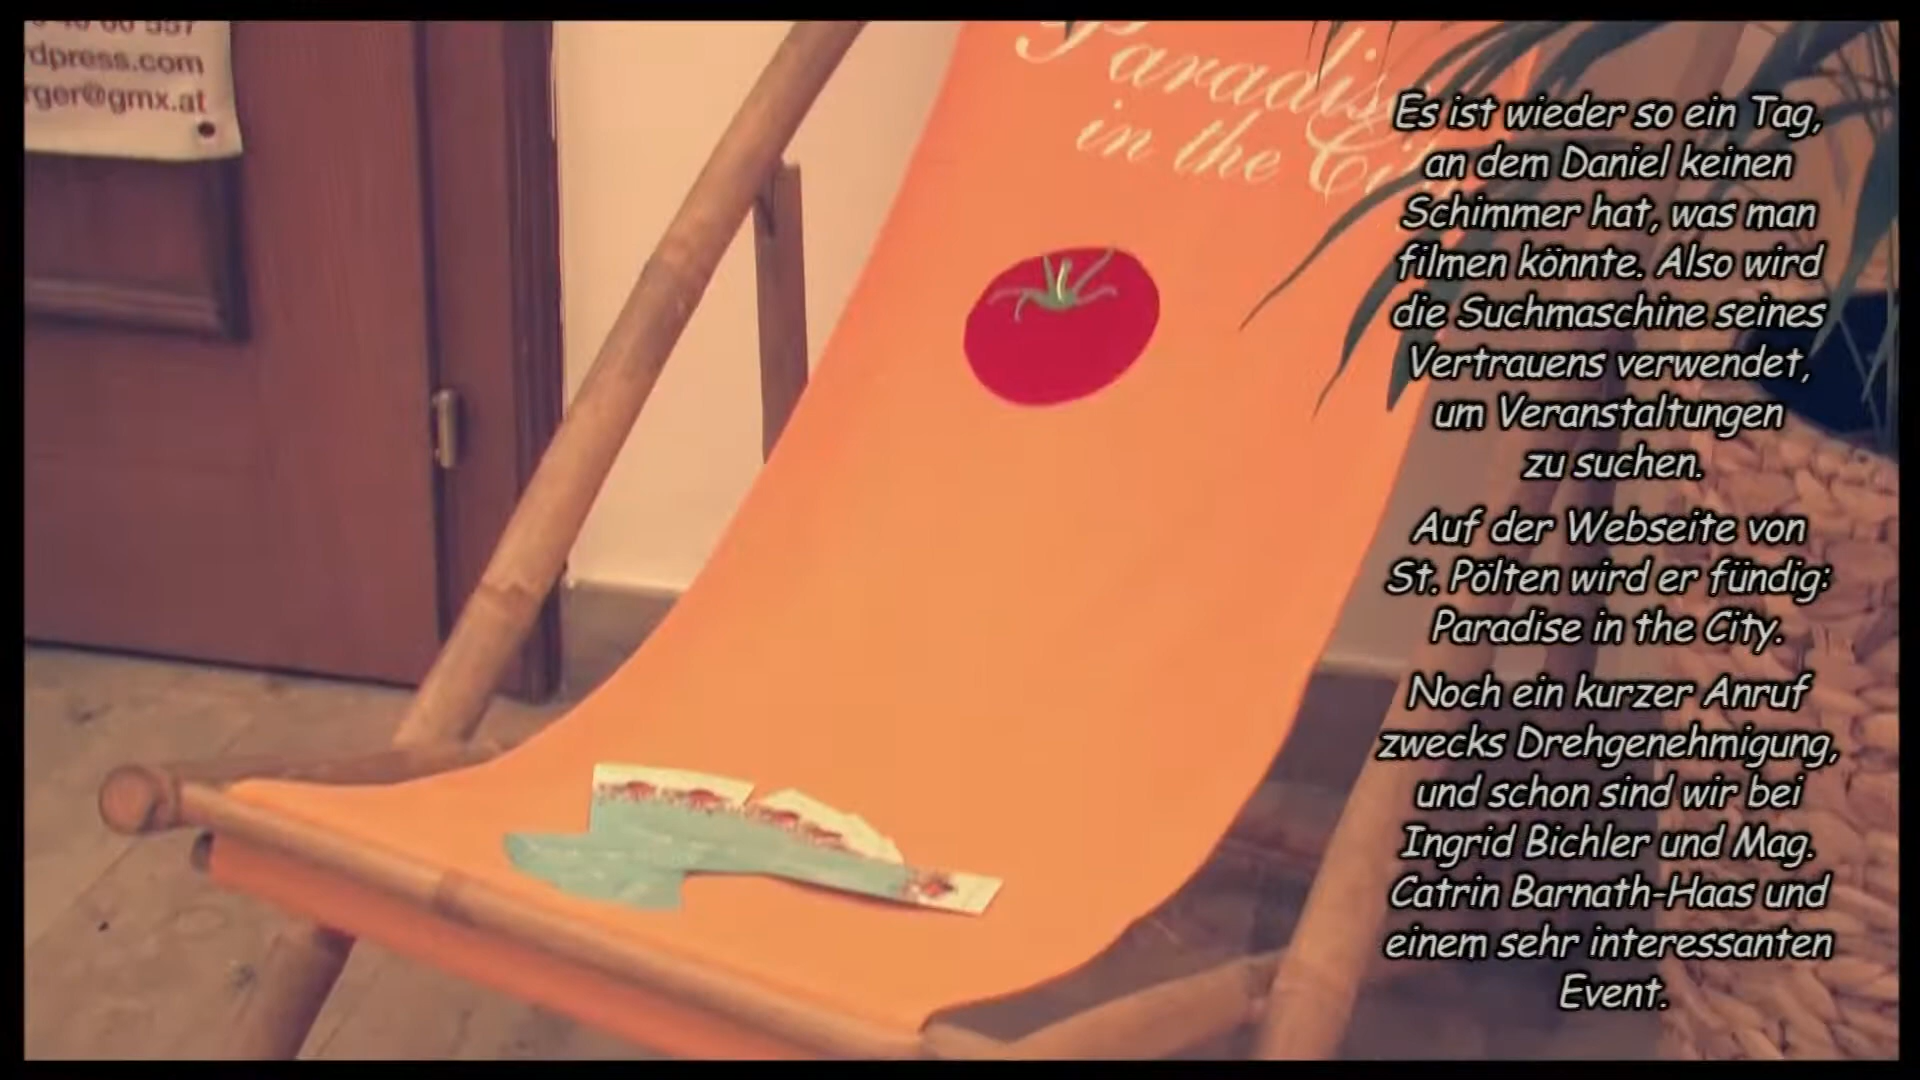 dpress.com
rger@gmx.at
Paradise
in the City
Es ist wieder so ein Tag,
an dem Daniel keinen
Schimmer hat, was man
filmen könnte. Also wird
die Suchmaschine seines
Vertrauens verwendet,
um Veranstaltungen
zu suchen.
Auf der Webseite von
St. Pölten wird er fündig:
Paradise in the City.
Noch ein kurzer Anruf
zwecks Drehgenehmigung,
und schon sind wir bei
Ingrid Bichler und Mag.
Catrin Barnath-Haas und
einem sehr interessanten
Event.